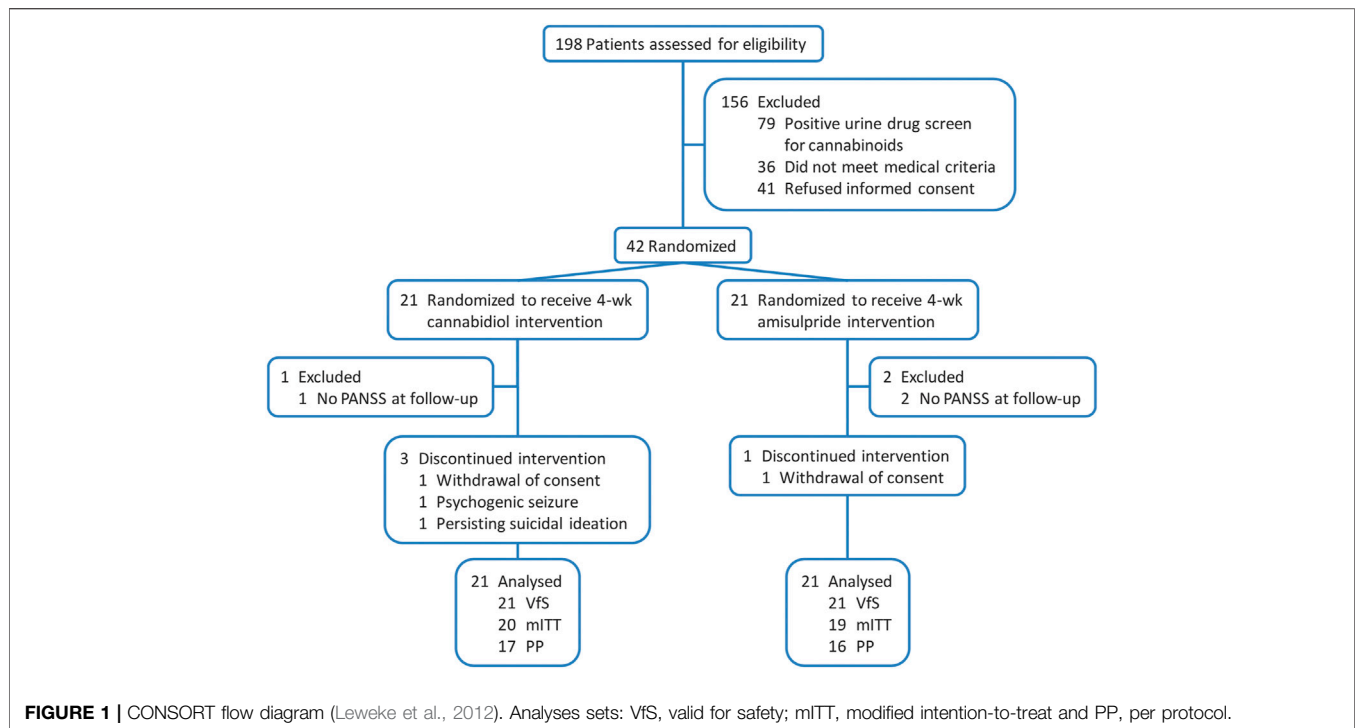 198 Patients assessed for eligibility
156 Excluded
79 Positive urine drug screen
for cannabinoids
36 Did not meet medical criteria
41 Refused informed consent
42 Randomized
21 Randomized to receive 4-wk
cannabidiol intervention
21 Randomized to receive 4-wk
amisulpride intervention
1 Excluded
1 No PANSS at follow-up
2 Excluded
2 No PANSS at follow-up
3 Discontinued intervention
1 Withdrawal of consent
1 Psychogenic seizure
1 Persisting suicidal ideation
1 Discontinued intervention
1 Withdrawal of consent
21 Analysed
21 VfS
20 mITT
17 PP
21 Analysed
21 VfS
19 mITT
16 PP
FIGURE 1 | CONSORT flow diagram (Leweke et al., 2012). Analyses sets: VfS, valid for safety; mITT, modified intention-to-treat and PP, per protocol.